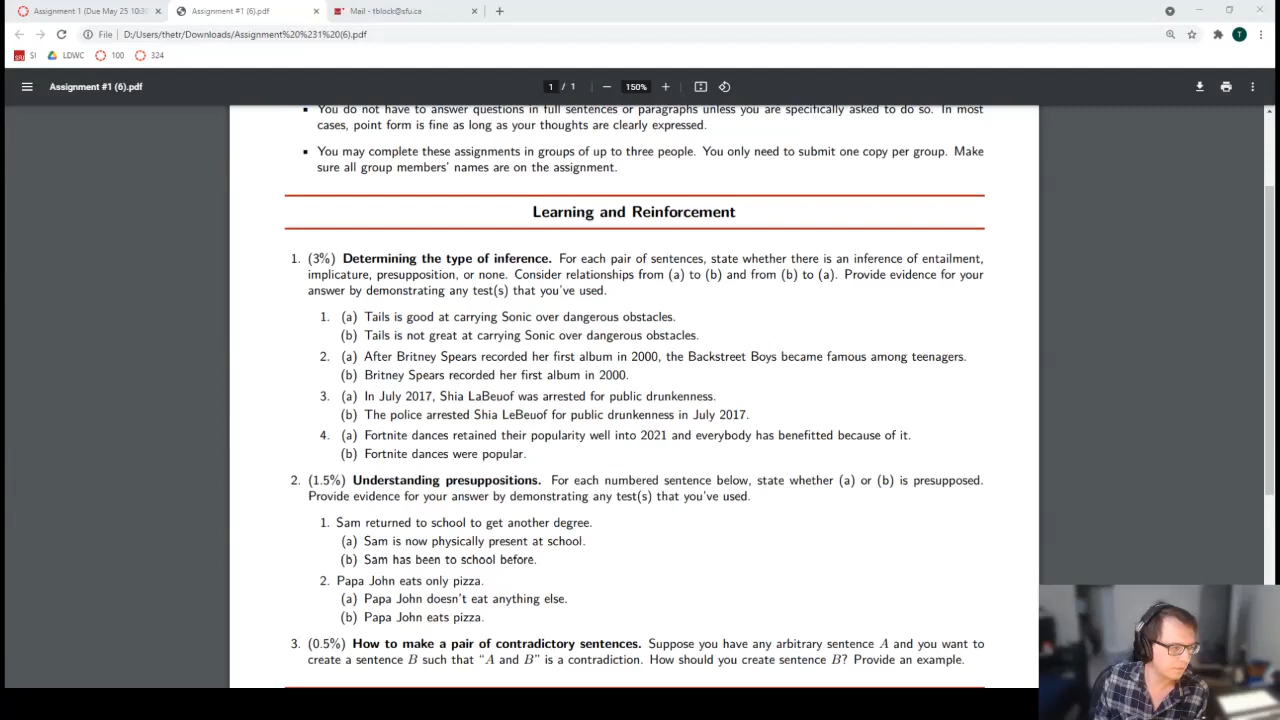 Assignment 1 (Due May 25 10:30
Assignment #1 (6).pdf
Mail - tblock@sfu.ca
File
D:/Users/thetr/Downloads/Assignment%20%231%20(6).pdf
T
SFU SI
LDWC
100
324
Assignment #1 (6).pdf
1 / 1
150%
You do not have to answer questions in full sentences or paragraphs unless you are specifically asked to do so. In most
cases, point form is fine as long as your thoughts are clearly expressed.
You may complete these assignments in groups of up to three people. You only need to submit one copy per group. Make
sure all group members' names are on the assignment.
Learning and Reinforcement
1. (3%) Determining the type of inference. For each pair of sentences, state whether there is an inference of entailment,
implicature, presupposition, or none. Consider relationships from (a) to (b) and from (b) to (a). Provide evidence for your
answer by demonstrating any test(s) that you've used.
1. (a) Tails is good at carrying Sonic over dangerous obstacles.
(b) Tails is not great at carrying Sonic over dangerous obstacles.
2. (a) After Britney Spears recorded her first album in 2000, the Backstreet Boys became famous among teenagers.
(b) Britney Spears recorded her first album in 2000.
3. (a) In July 2017, Shia LaBeuof was arrested for public drunkenness.
(b) The police arrested Shia LeBeuof for public drunkenness in July 2017.
4. (a) Fortnite dances retained their popularity well into 2021 and everybody has benefitted because of it.
(b) Fortnite dances were popular.
2. (1.5%) Understanding presuppositions. For each numbered sentence below, state whether (a) or (b) is presupposed.
Provide evidence for your answer by demonstrating any test(s) that you've used.
1. Sam returned to school to get another degree.
(a) Sam is now physically present at school.
(b) Sam has been to school before.
2. Papa John eats only pizza.
(a) Papa John doesn't eat anything else.
(b) Papa John eats pizza.
3. (0.5%) How to make a pair of contradictory sentences. Suppose you have any arbitrary sentence A and you want to
create a sentence B such that "A and B" is a contradiction. How should you create sentence B? Provide an example.